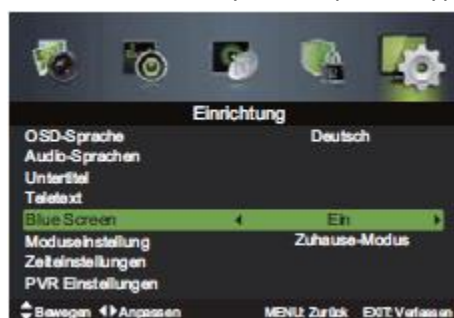 Einrichtung
OSD-Sprache Deutsch
Audio-Sprachen
Untertitel
Teletext
Blue Screen Ein
Moduseinstellung Zuhause-Modus
Zeiteinstellungen
PVR Einstellungen
Bewegen Anpassen MENU: Zurück EXIT: Verlassen